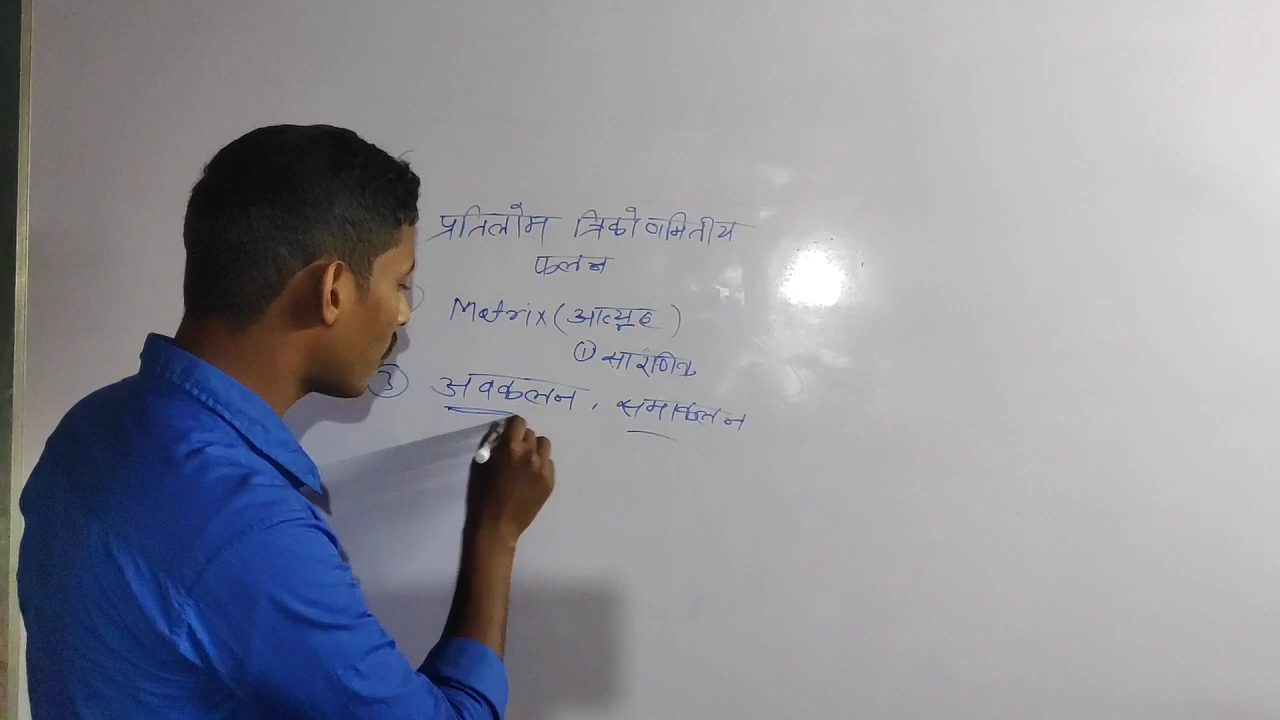 प्रतिलोम त्रिकोणमितीय
फलन
Matrix (आव्यूह)
① सारणिक
③ अवकलन, समाकलन